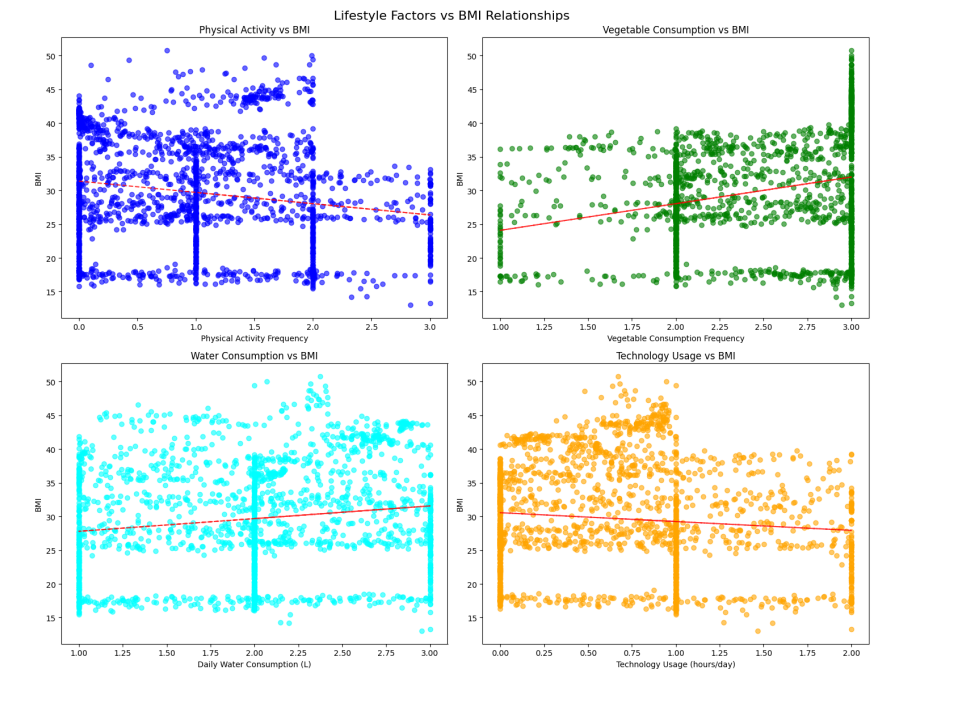 Lifestyle Factors vs BMI Relationships
Physical Activity vs BMI
BMI
50
45
40
35
30
25
20
15
0.0 0.5 1.0 1.5 2.0 2.5 3.0
Physical Activity Frequency
Vegetable Consumption vs BMI
BMI
50
45
40
35
30
25
20
15
1.00 1.25 1.50 1.75 2.00 2.25 2.50 2.75 3.00
Vegetable Consumption Frequency
Water Consumption vs BMI
BMI
50
45
40
35
30
25
20
15
1.00 1.25 1.50 1.75 2.00 2.25 2.50 2.75 3.00
Daily Water Consumption (L)
Technology Usage vs BMI
BMI
50
45
40
35
30
25
20
15
0.00 0.25 0.50 0.75 1.00 1.25 1.50 1.75 2.00
Technology Usage (hours/day)